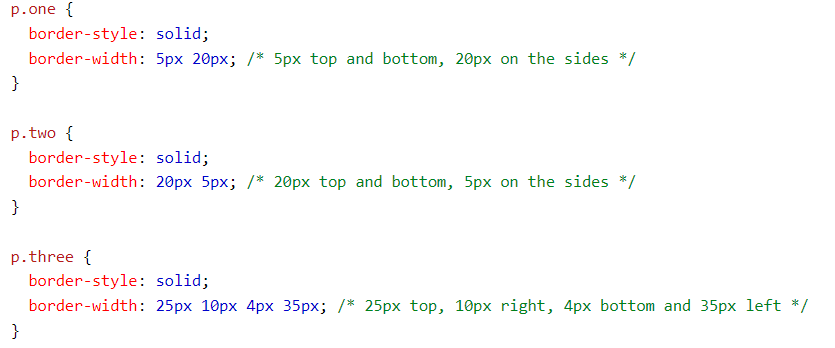 p.one {
  border-style: solid;
  border-width: 5px 20px; /* 5px top and bottom, 20px on the sides */
}

p.two {
  border-style: solid;
  border-width: 20px 5px; /* 20px top and bottom, 5px on the sides */
}

p.three {
  border-style: solid;
  border-width: 25px 10px 4px 35px; /* 25px top, 10px right, 4px bottom and 35px left */
}